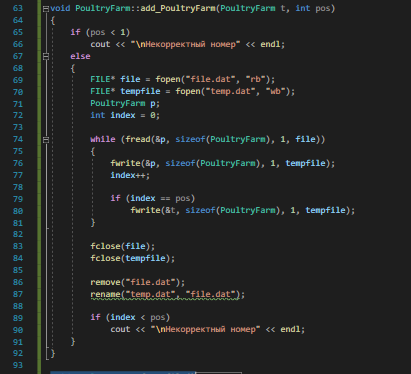 63 void PoultryFarm::add_PoultryFarm(PoultryFarm t, int pos)
64 {
65 if (pos < 1)
66 cout << "\nНекорректный номер" << endl;
67 else
68 {
69 FILE* file = fopen("file.dat", "rb");
70 FILE* tempfile = fopen("temp.dat", "wb");
71 PoultryFarm p;
72 int index = 0;
73
74 while (fread(&p, sizeof(PoultryFarm), 1, file))
75 {
76 fwrite(&p, sizeof(PoultryFarm), 1, tempfile);
77 index++;
78
79 if (index == pos)
80 fwrite(&t, sizeof(PoultryFarm), 1, tempfile);
81 }
82
83 fclose(file);
84 fclose(tempfile);
85
86 remove("file.dat");
87 rename("temp.dat", "file.dat");
88
89 if (index < pos)
90 cout << "\nНекорректный номер" << endl;
91 }
92 }
93